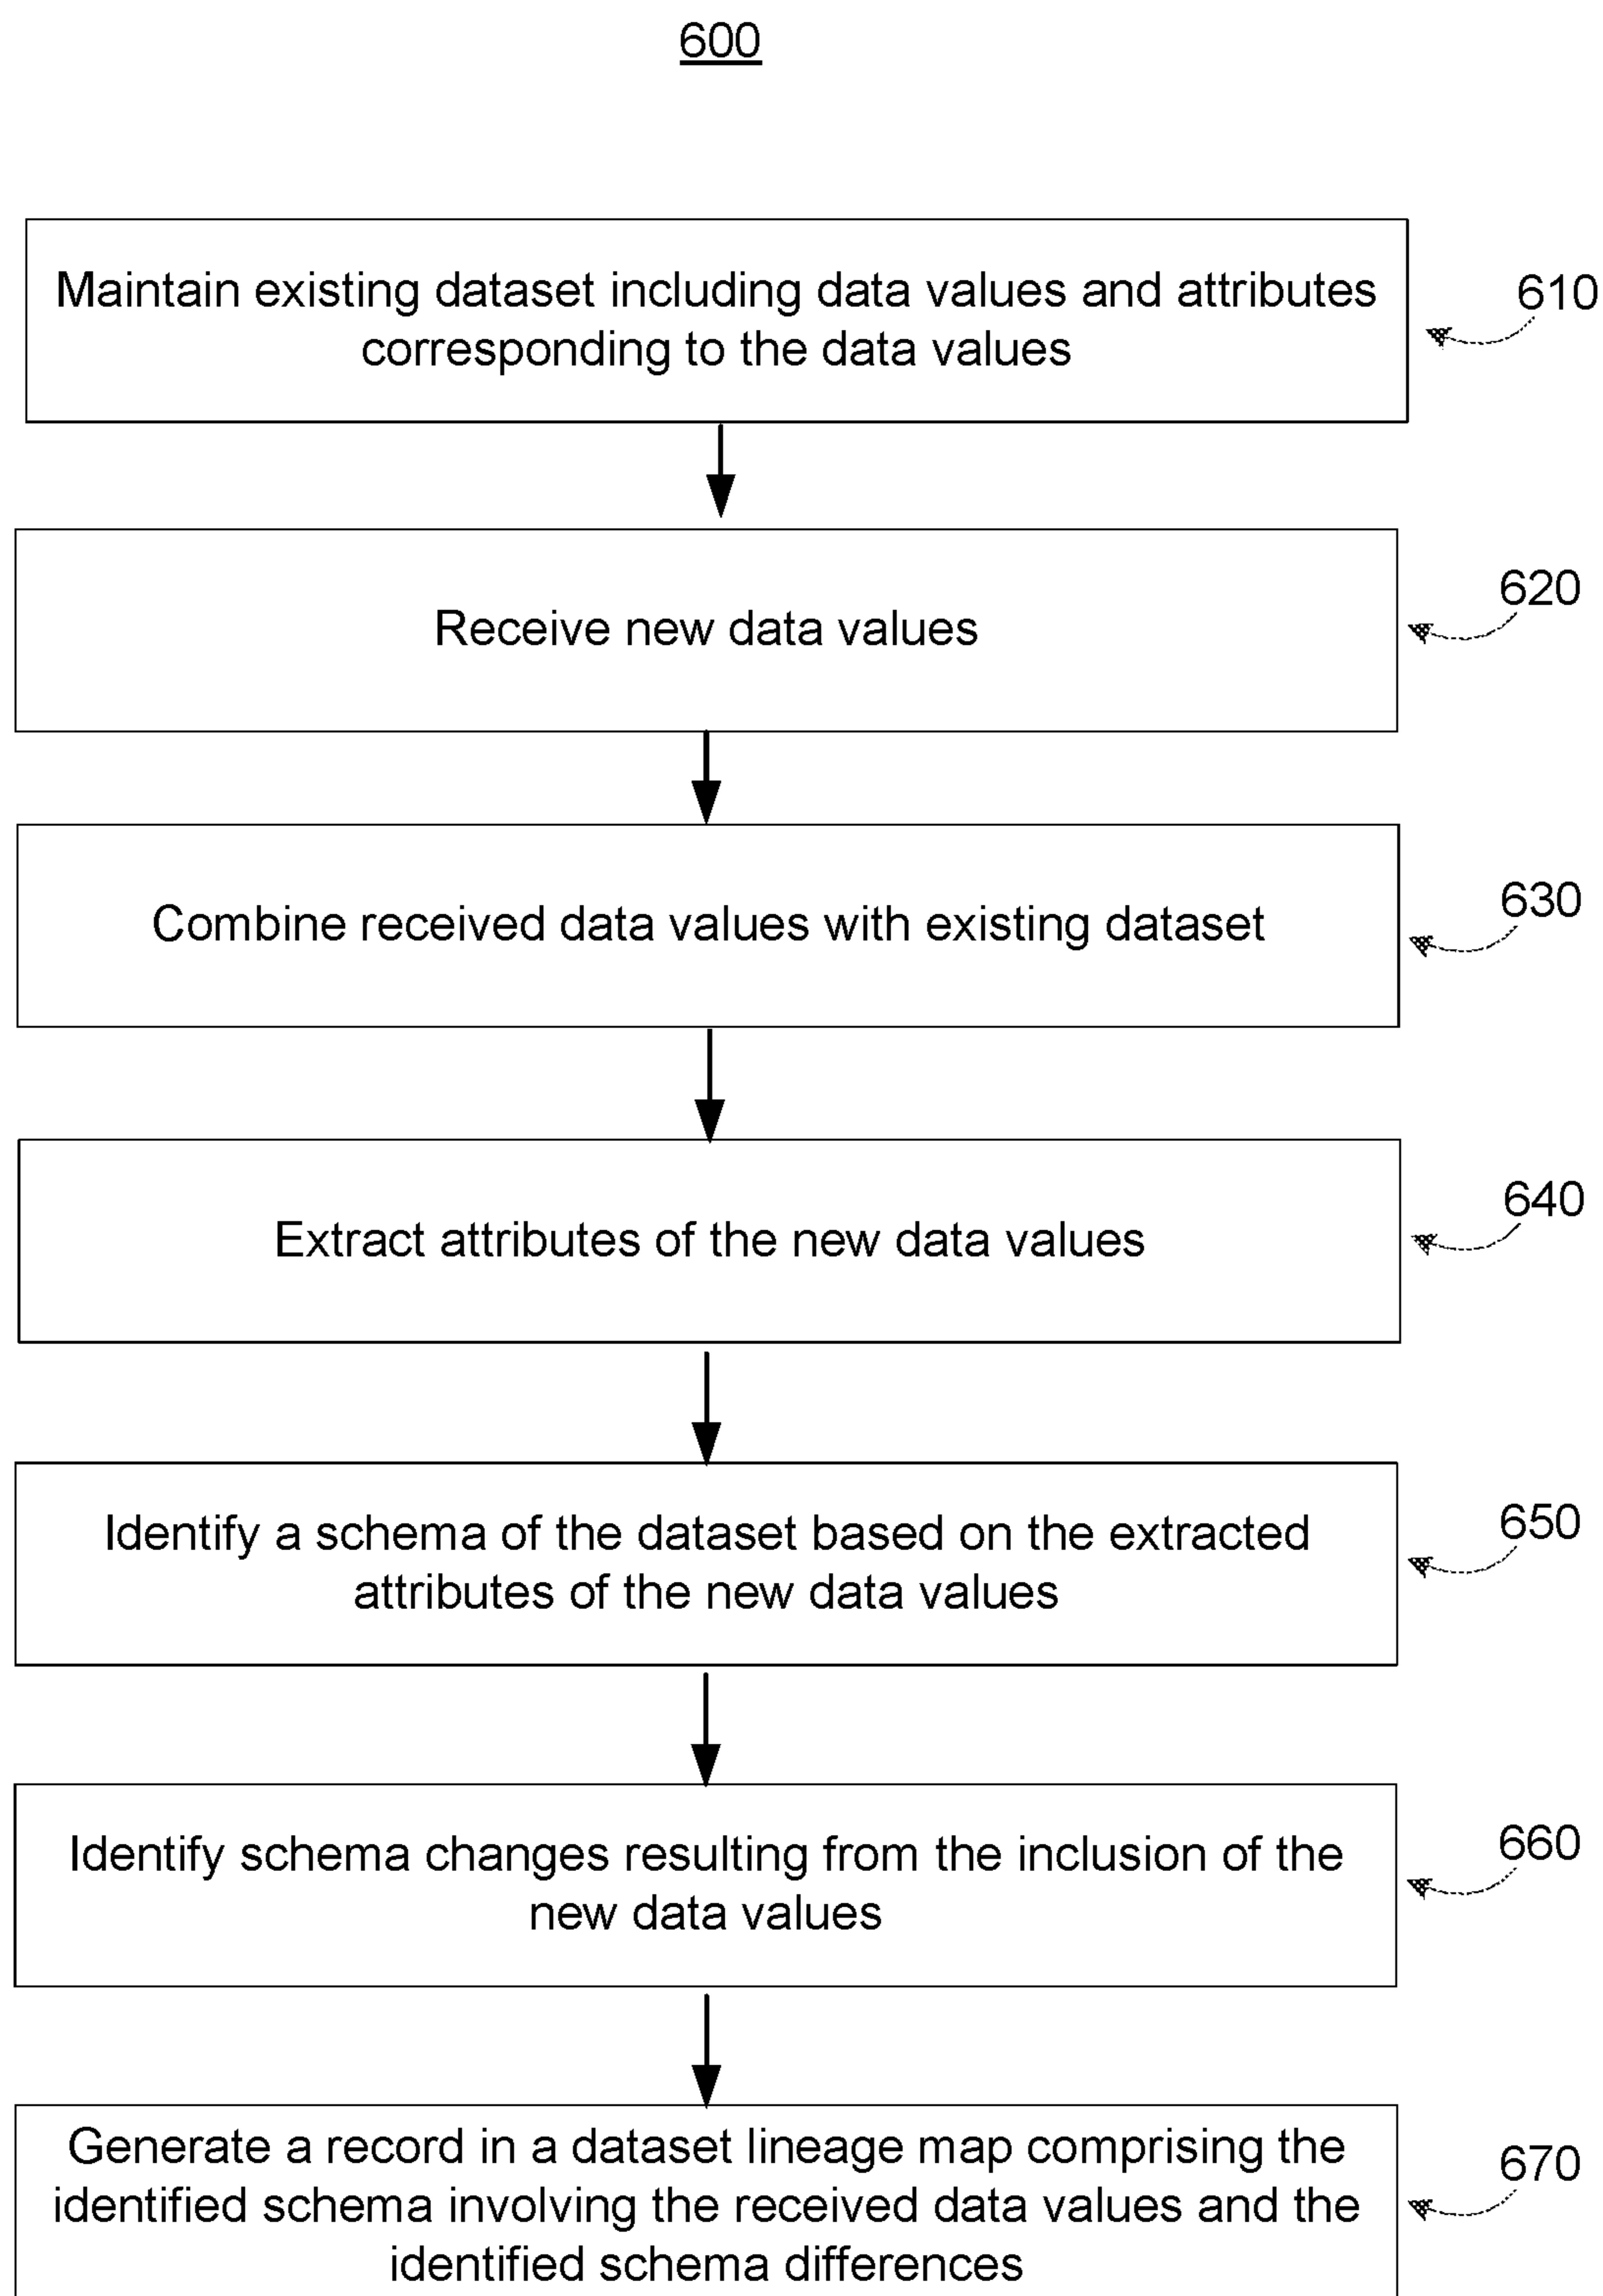 600
Maintain existing dataset including data values and attributes
corresponding to the data values
610
Receive new data values
620
Combine received data values with existing dataset
630
Extract attributes of the new data values
640
Identify a schema of the dataset based on the extracted
attributes of the new data values
650
Identify schema changes resulting from the inclusion of the
new data values
660
Generate a record in a dataset lineage map comprising the
identified schema involving the received data values and the
identified schema differences
670